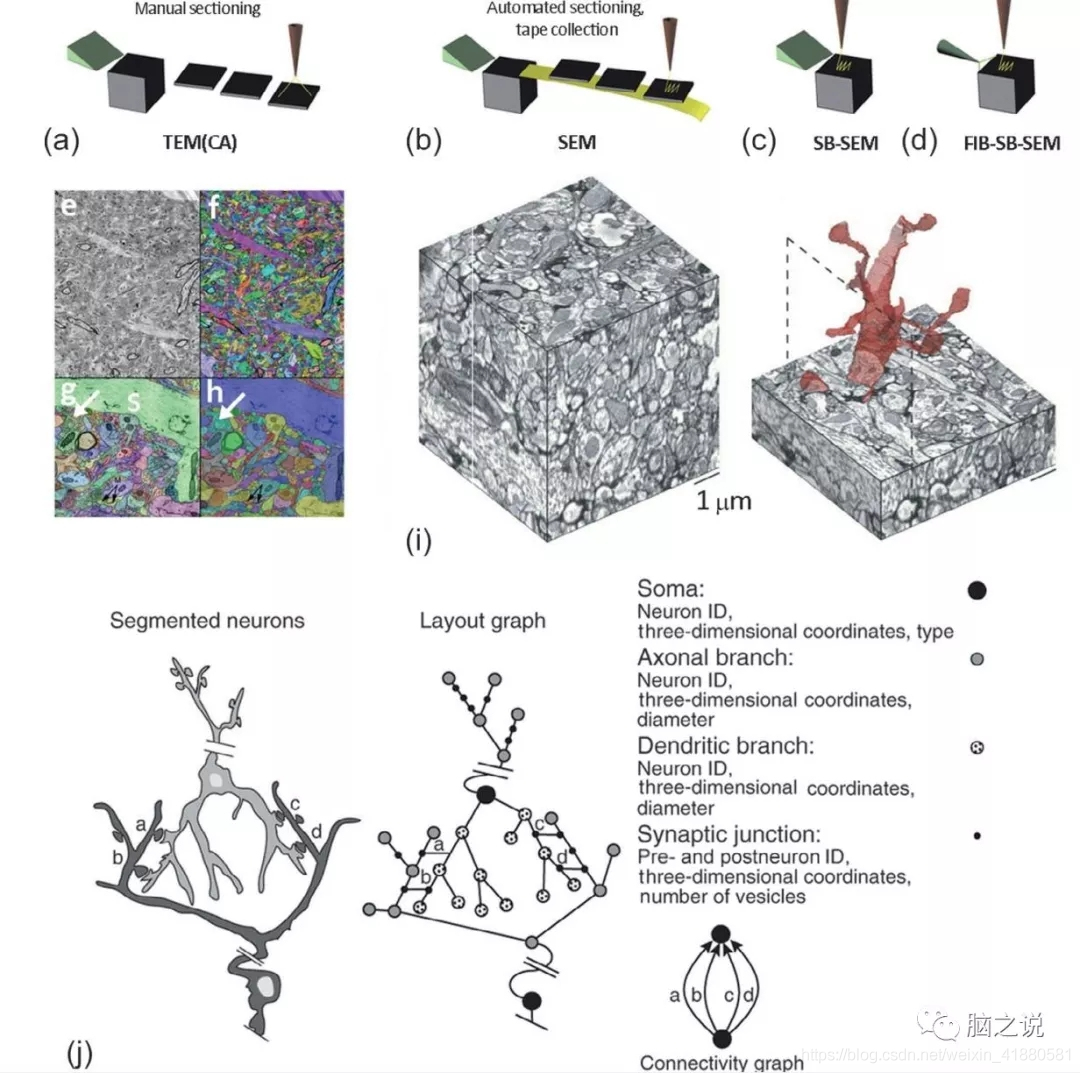 Manual sectioning
Automated sectioning,
tape collection
(a)
TEM(CA)
(b)
SEM
(c)
SB-SEM
(d)
FIB-SB-SEM
e
f
g
S
h
1 μm
(i)
Segmented neurons
Layout graph
Soma:
Neuron ID,
three-dimensional coordinates, type
Axonal branch:
Neuron ID,
three-dimensional coordinates,
diameter
Dendritic branch:
Neuron ID,
three-dimensional coordinates,
diameter
Synaptic junction:
Pre- and postneuron ID,
three-dimensional coordinates,
number of vesicles
a
b
c
d
a
b
c
d
a b c d
Connectivity graph
(j)
脑之说
https://blog.csdn.net/weixin_41880581